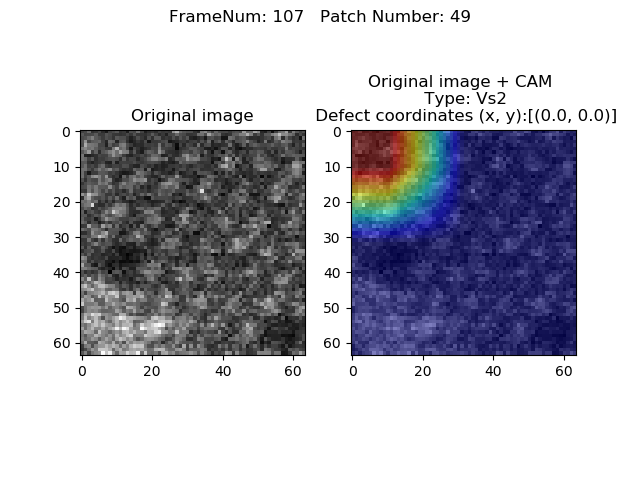 FrameNum: 107   Patch Number: 49
Original image
0
10
20
30
40
50
60
0 20 40 60
Original image + CAM
Type: Vs2
Defect coordinates (x, y):[(0.0, 0.0)]
0
10
20
30
40
50
60
0 20 40 60